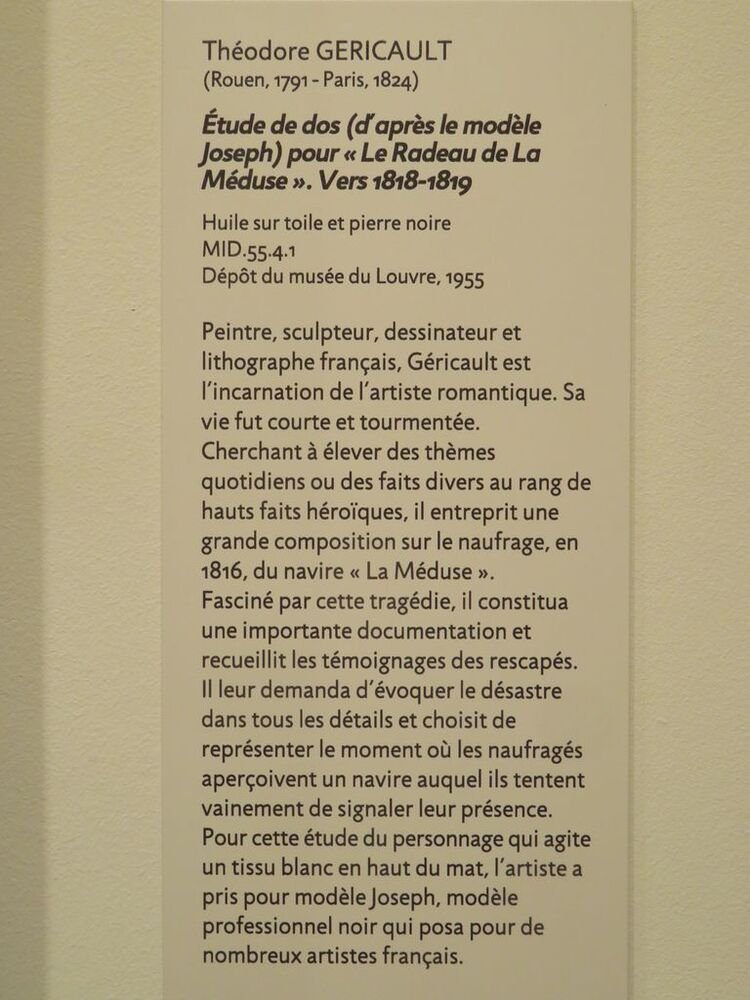 Théodore GERICAULT
(Rouen, 1791 - Paris, 1824)
Étude de dos (d'après le modèle
Joseph) pour « Le Radeau de La
Méduse ». Vers 1818-1819
Huile sur toile et pierre noire
MID.55.4.1
Dépôt du musée du Louvre, 1955
Peintre, sculpteur, dessinateur et
lithographe français, Géricault est
l'incarnation de l'artiste romantique. Sa
vie fut courte et tourmentée.
Cherchant à élever des thèmes
quotidiens ou des faits divers au rang de
hauts faits héroïques, il entreprit une
grande composition sur le naufrage, en
1816, du navire « La Méduse ».
Fasciné par cette tragédie, il constitua
une importante documentation et
recueillit les témoignages des rescapés.
Il leur demanda d'évoquer le désastre
dans tous les détails et choisit de
représenter le moment où les naufragés
aperçoivent un navire auquel ils tentent
vainement de signaler leur présence.
Pour cette étude du personnage qui agite
un tissu blanc en haut du mat, l'artiste a
pris pour modèle Joseph, modèle
professionnel noir qui posa pour de
nombreux artistes français.